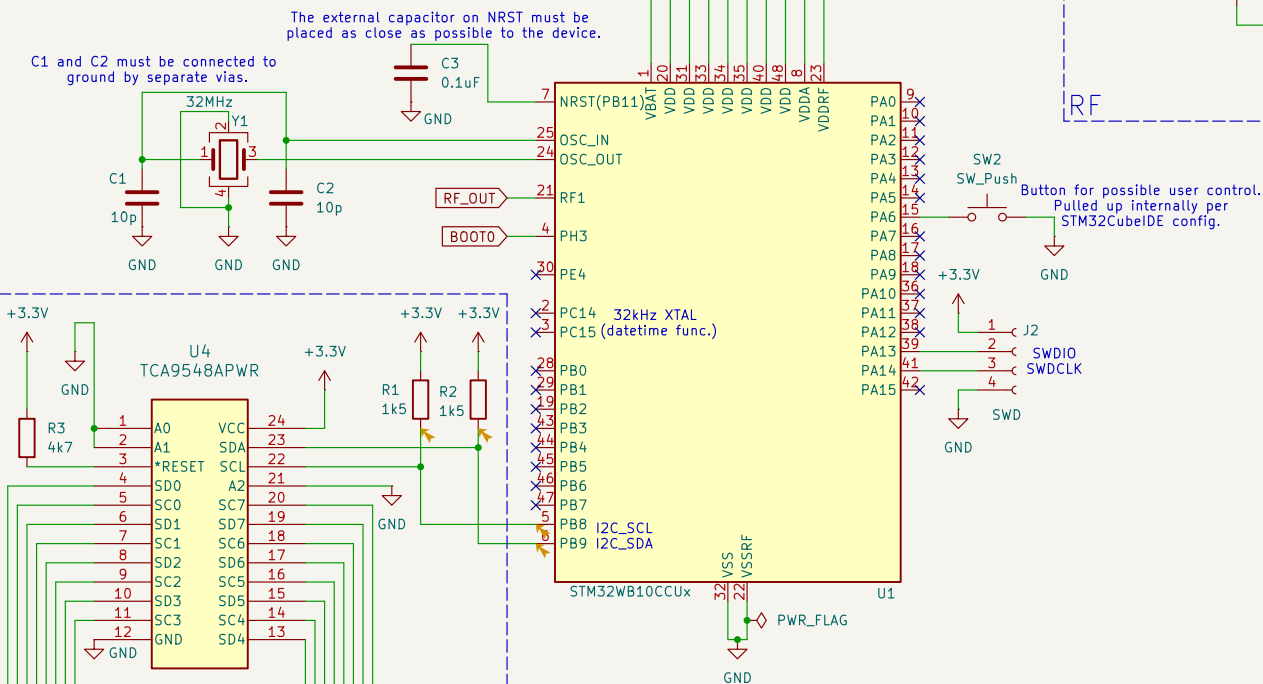 The external capacitor on NRST must be
placed as close as possible to the device.
C1 and C2 must be connected to
ground by separate vias.
32MHz
Y1
1
2
3
4
C1
10p
C2
10p
GND
GND
GND
C3
0.1uF
GND
RF_OUT
BOOT0
7 NRST(PB11)
25 OSC_IN
24 OSC_OUT
21 RF1
4 PH3
30 PE4
2 PC14
3 PC15
32kHz XTAL
(datetime func.)
28 PB0
29 PB1
19 PB2
43 PB3
44 PB4
45 PB5
46 PB6
47 PB7
5 PB8 I2C_SCL
6 PB9 I2C_SDA
1 VBAT
20 VDD
31 VDD
33 VDD
34 VDD
35 VDD
40 VDD
48 VDD
8 VDDA
23 VDDRF
PA0 9
PA1 10
PA2 11
PA3 12
PA4 13
PA5 14
PA6 15
PA7 16
PA8 17
PA9 18
PA10 36
PA11 37
PA12 38
PA13 39
PA14 41
PA15 42
VSS 32
VSSRF 22
STM32WB10CCUx
U1
PWR_FLAG
GND
RF
SW2
SW_Push
Button for possible user control.
Pulled up internally per
STM32CubeIDE config.
GND
+3.3V
J2
1
2 SWDIO
3 SWDCLK
4
SWD
GND
+3.3V
R3
4k7
GND
U4
TCA9548APWR
+3.3V
+3.3V
+3.3V
R1
1k5
R2
1k5
1 A0
2 A1
3 *RESET
4 SD0
5 SC0
6 SD1
7 SC1
8 SD2
9 SC2
10 SD3
11 SC3
12 GND
GND
VCC 24
SDA 23
SCL 22
A2 21
SC7 20
SD7 19
SC6 18
SD6 17
SC5 16
SD5 15
SC4 14
SD4 13
GND